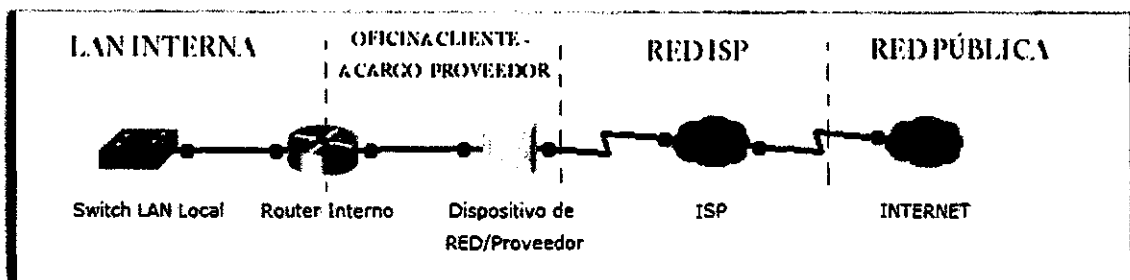 LAN INTERNA
OFICINA CLIENTE -
A CARGO PROVEEDOR
RED ISP
RED PÚBLICA
Switch LAN Local
Router Interno
Dispositivo de
RED/Proveedor
ISP
INTERNET